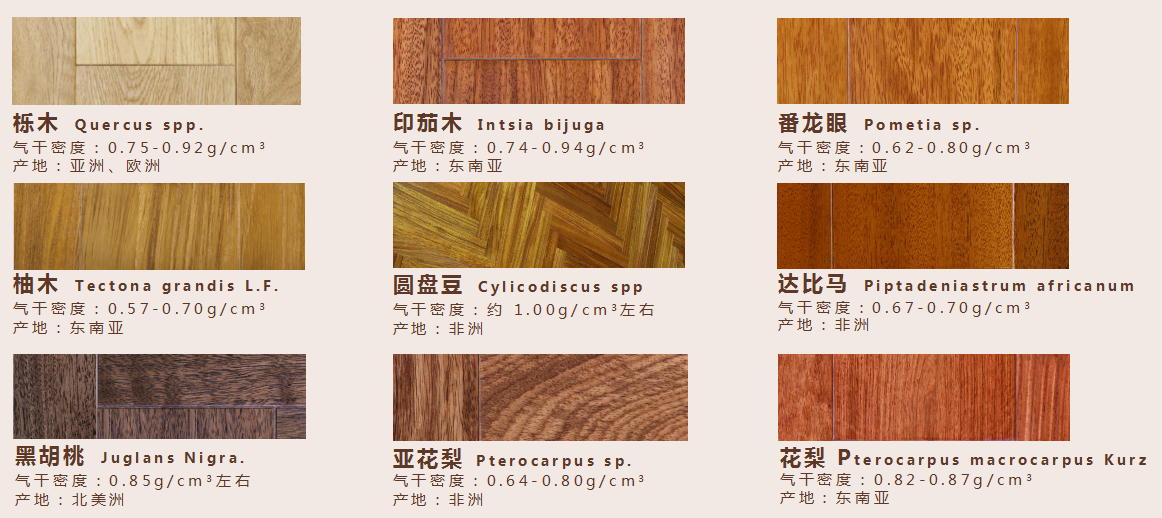 栎木 Quercus spp.
气干密度：0.75-0.92g/cm³
产地：亚洲、欧洲
印茄木 Intsia bijuga
气干密度：0.74-0.94g/cm³
产地：东南亚
番龙眼 Pometia sp.
气干密度：0.62-0.80g/cm³
产地：东南亚
柚木 Tectona grandis L.F.
气干密度：0.57-0.70g/cm³
产地：东南亚
圆盘豆 Cylicodiscus spp
气干密度：约 1.00g/cm³左右
产地：非洲
达比马 Piptadeniastrum africanum
气干密度：0.67-0.70g/cm³
产地：非洲
黑胡桃 Juglans Nigra.
气干密度：0.85g/cm³左右
产地：北美洲
亚花梨 Pterocarpus sp.
气干密度：0.64-0.80g/cm³
产地：非洲
花梨 Pterocarpus macrocarpus Kurz
气干密度：0.82-0.87g/cm³
产地：东南亚